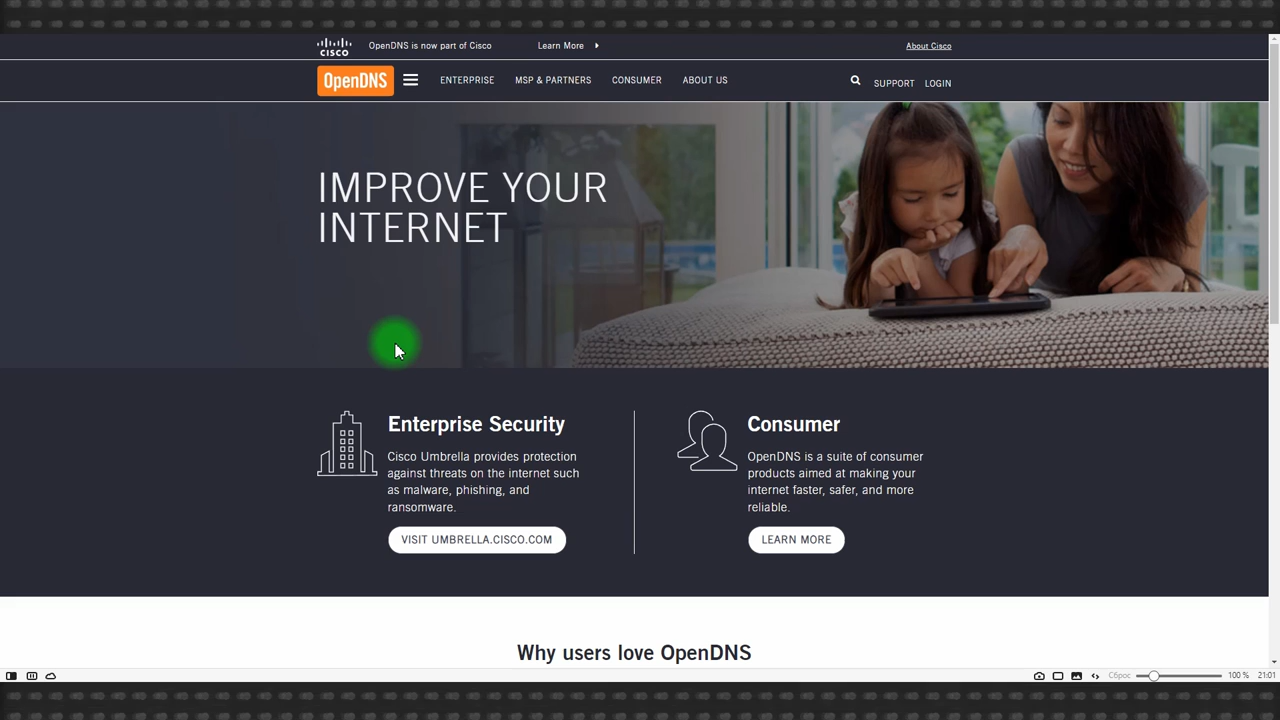 CISCO
OpenDNS is now part of Cisco
Learn More
About Cisco
OpenDNS
ENTERPRISE
MSP & PARTNERS
CONSUMER
ABOUT US
SUPPORT
LOGIN
IMPROVE YOUR
INTERNET
Enterprise Security
Cisco Umbrella provides protection
against threats on the internet such
as malware, phishing, and
ransomware.
VISIT UMBRELLA.CISCO.COM
Consumer
OpenDNS is a suite of consumer
products aimed at making your
internet faster, safer, and more
reliable.
LEARN MORE
Why users love OpenDNS
Сброс
100 %
21:01